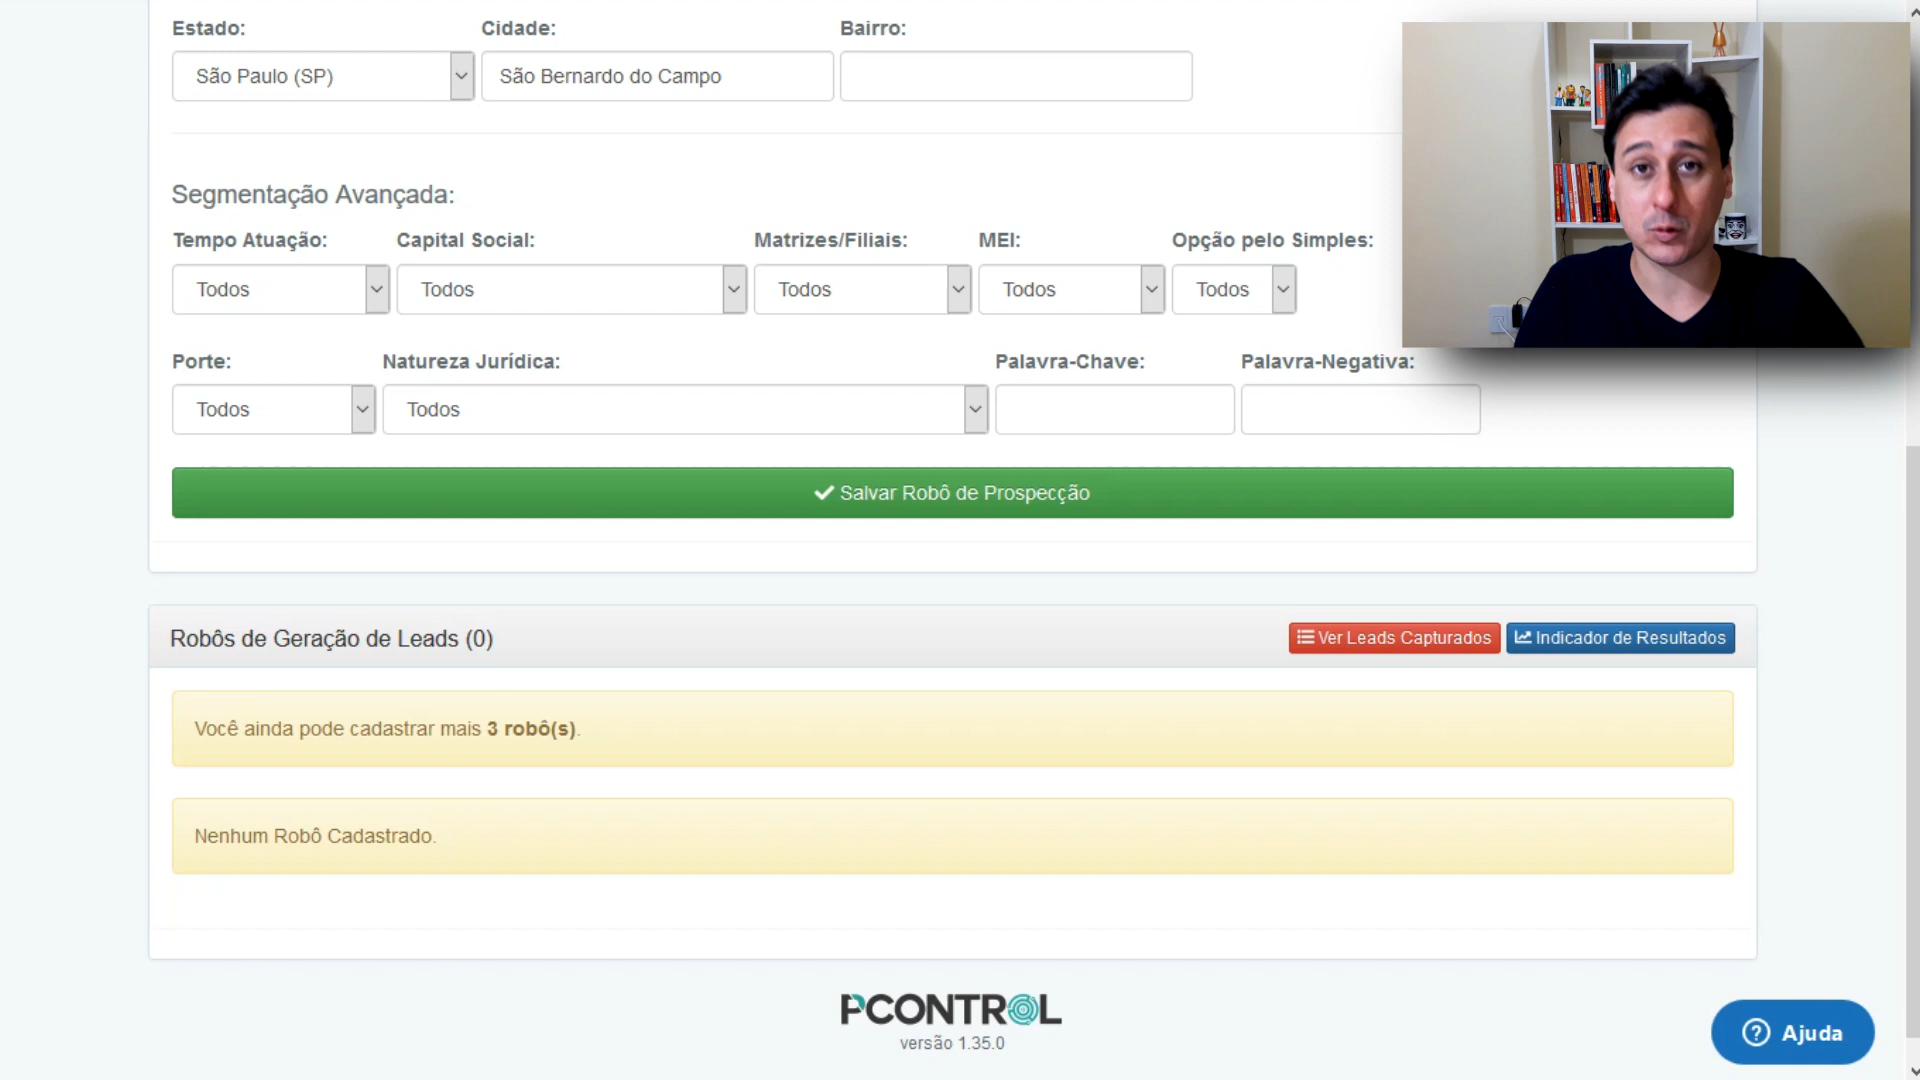 Estado: Cidade: Bairro:
São Paulo (SP) São Bernardo do Campo
Segmentação Avançada:
Tempo Atuação: Capital Social: Matrizes/Filiais: MEI: Opção pelo Simples:
Todos Todos Todos Todos Todos
Porte: Natureza Jurídica: Palavra-Chave: Palavra-Negativa:
Todos Todos
Salvar Robô de Prospecção
Robôs de Geração de Leads (0) Ver Leads Capturados Indicador de Resultados
Você ainda pode cadastrar mais 3 robô(s).
Nenhum Robô Cadastrado.
PCONTROL
versão 1.35.0
Ajuda